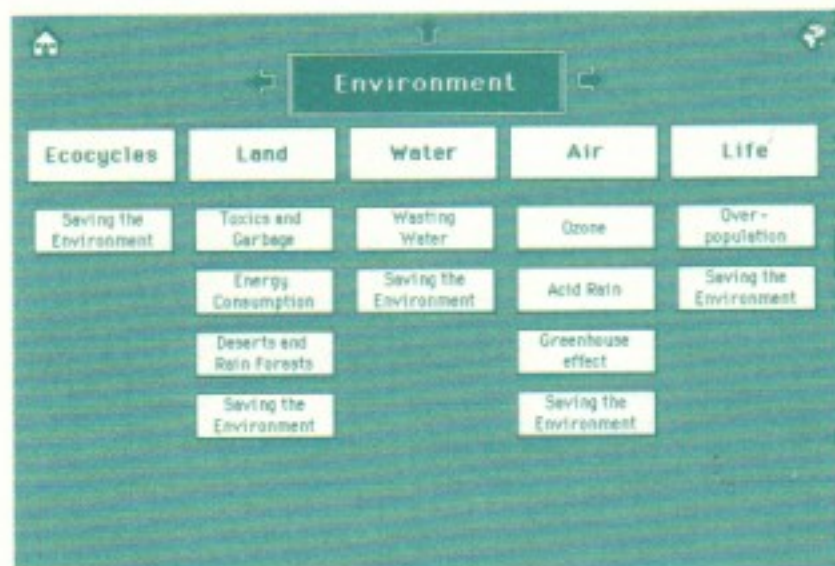 Environment
Ecocycles
Land
Water
Air
Life
Saving the
Environment
Toxics and
Garbage
Energy
Consumption
Deserts and
Rain Forests
Saving the
Environment
Wasting
Water
Saving the
Environment
Ozone
Acid Rain
Greenhouse
effect
Saving the
Environment
Over-
population
Saving the
Environment